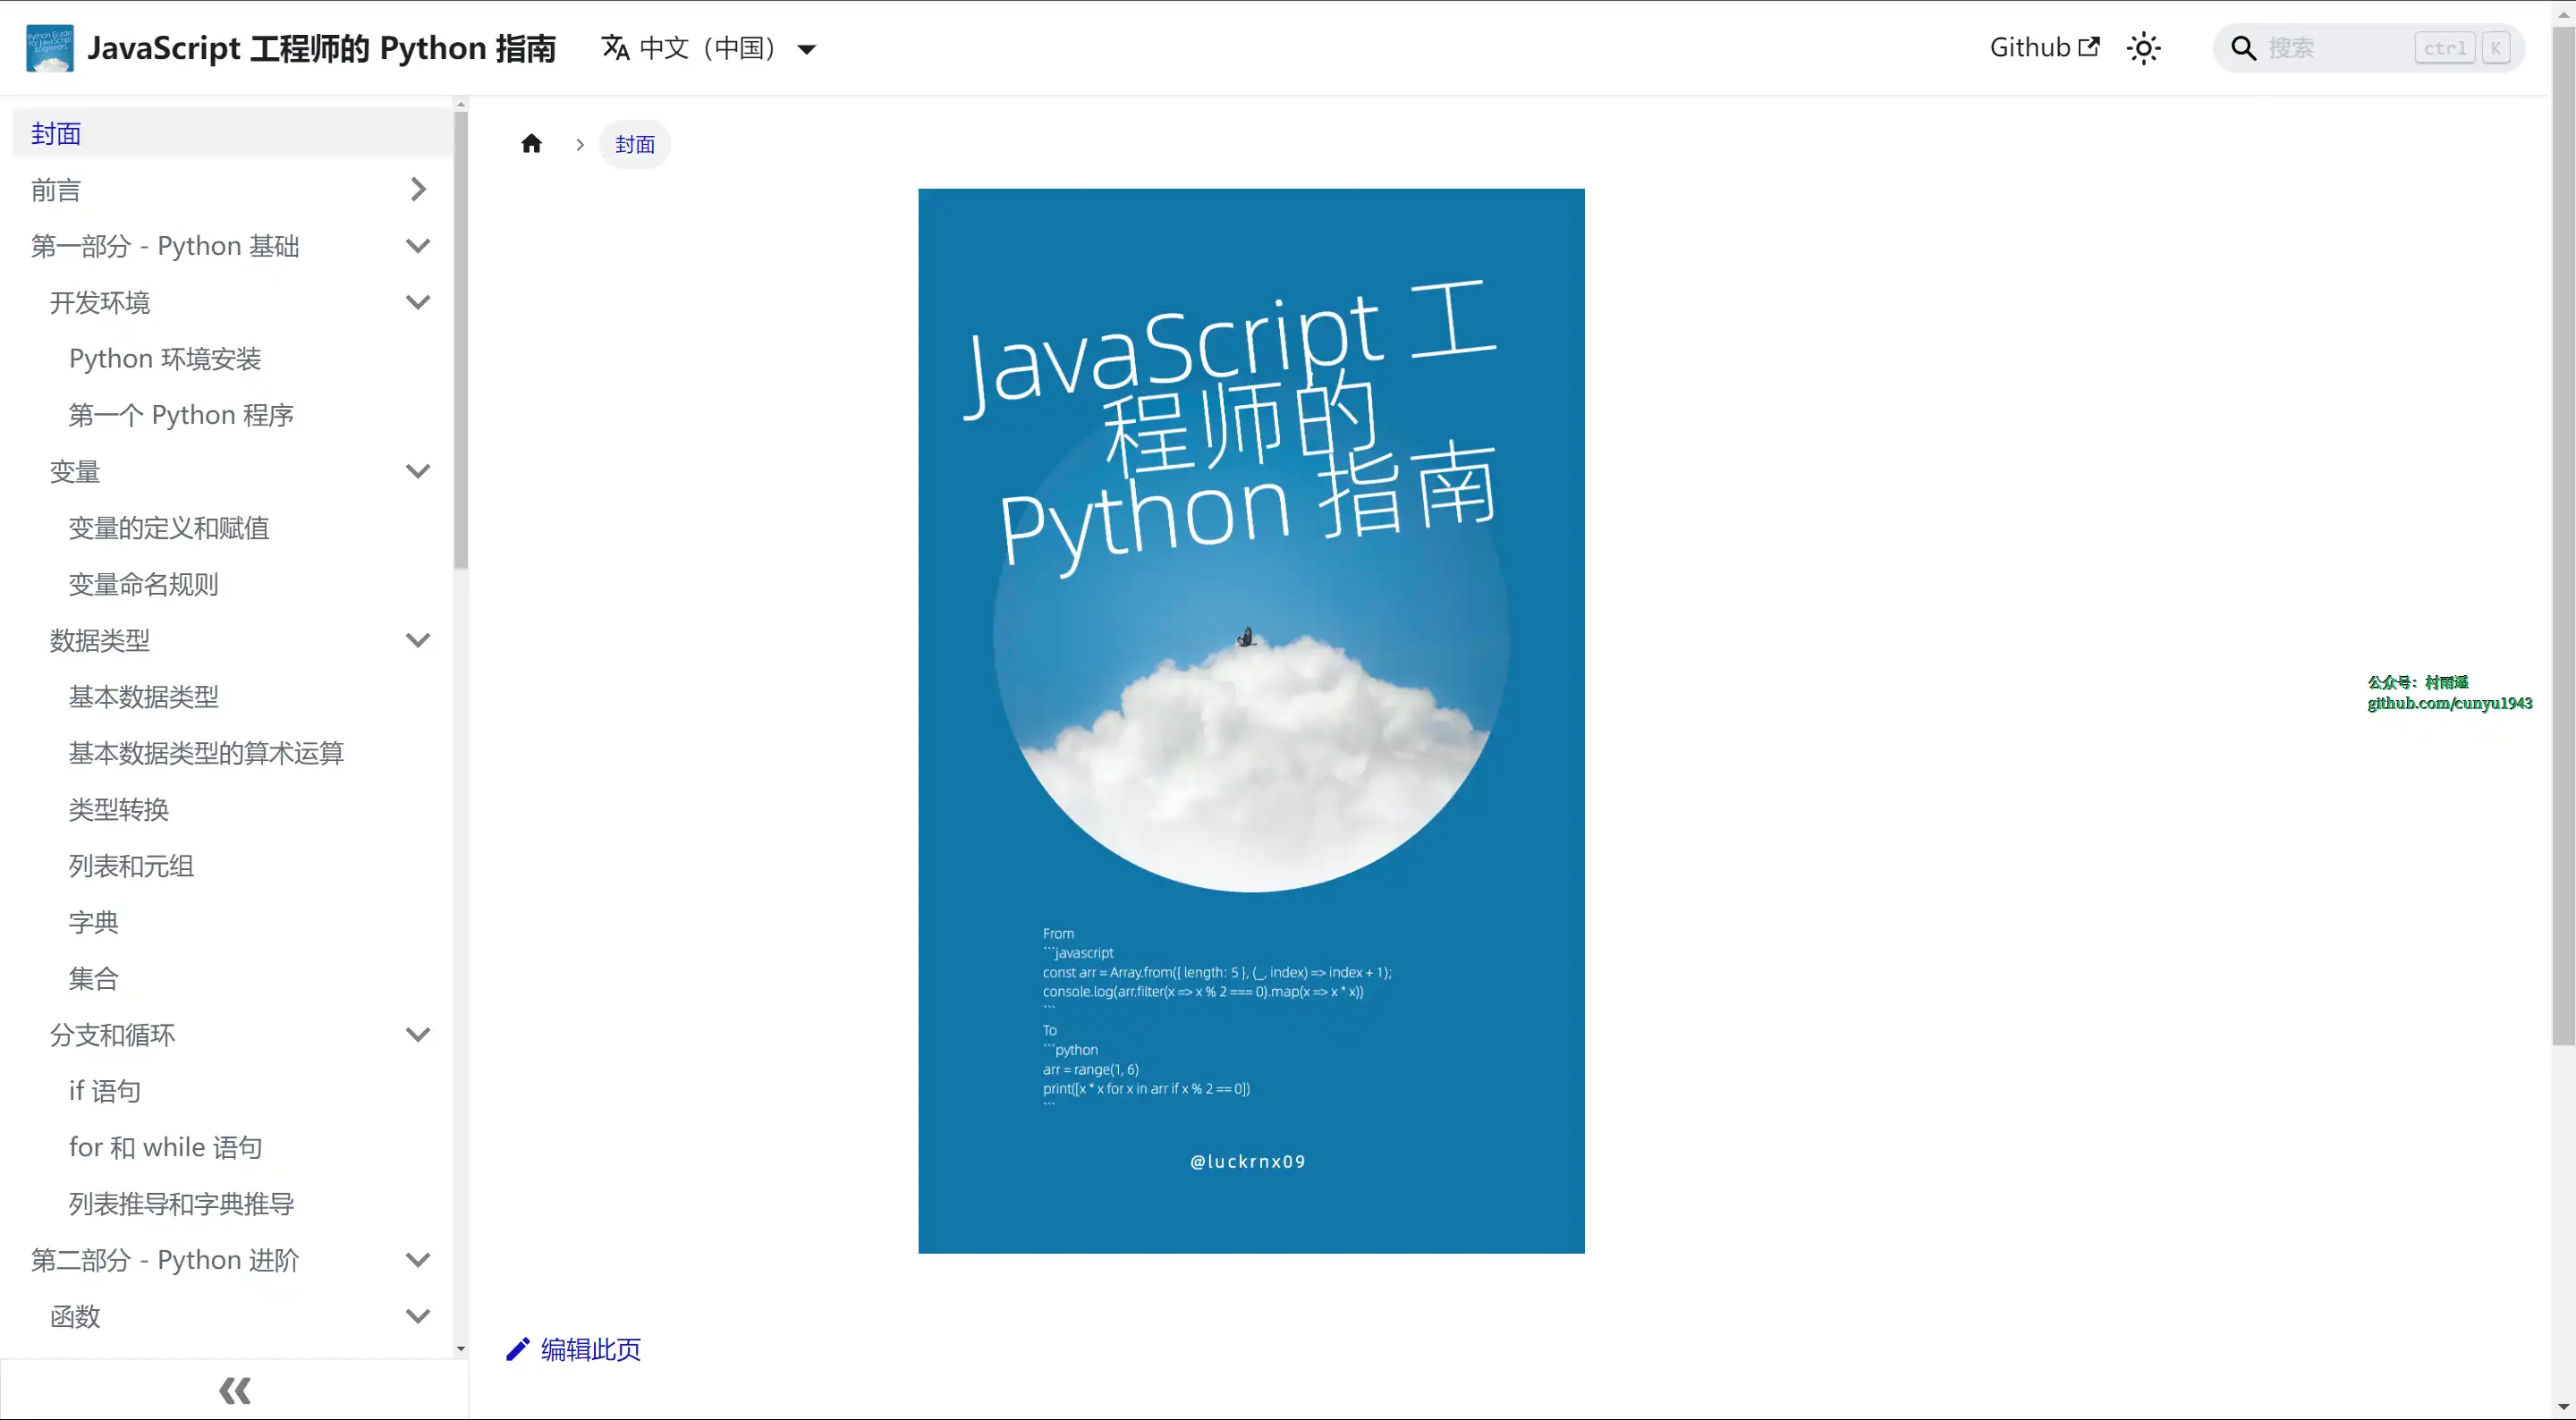 Python Guide
for JavaScript
Engineers
JavaScript 工程师的 Python 指南
中文（中国）
Github
搜索
ctrl K
封面
前言
第一部分 - Python 基础
开发环境
Python 环境安装
第一个 Python 程序
变量
变量的定义和赋值
变量命名规则
数据类型
基本数据类型
基本数据类型的算术运算
类型转换
列表和元组
字典
集合
分支和循环
if 语句
for 和 while 语句
列表推导和字典推导
第二部分 - Python 进阶
函数
封面
JavaScript 工
程师的
Python 指南
From
```javascript
const arr = Array.from({ length: 5 }, (_, index) => index + 1);
console.log(arr.filter(x => x % 2 === 0).map(x => x * x))
```
To
```python
arr = range(1, 6)
print([x * x for x in arr if x % 2 == 0])
```
@luckrnx09
编辑此页
公众号：村雨遥
github.com/cunyu1943